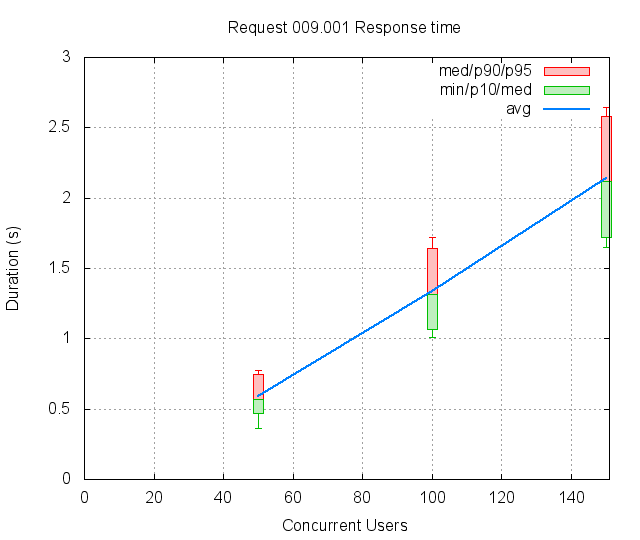 Request 009.001 Response time
med/p90/p95
min/p10/med
avg
3
2.5
2
1.5
1
0.5
0
Duration (s)
0 20 40 60 80 100 120 140
Concurrent Users